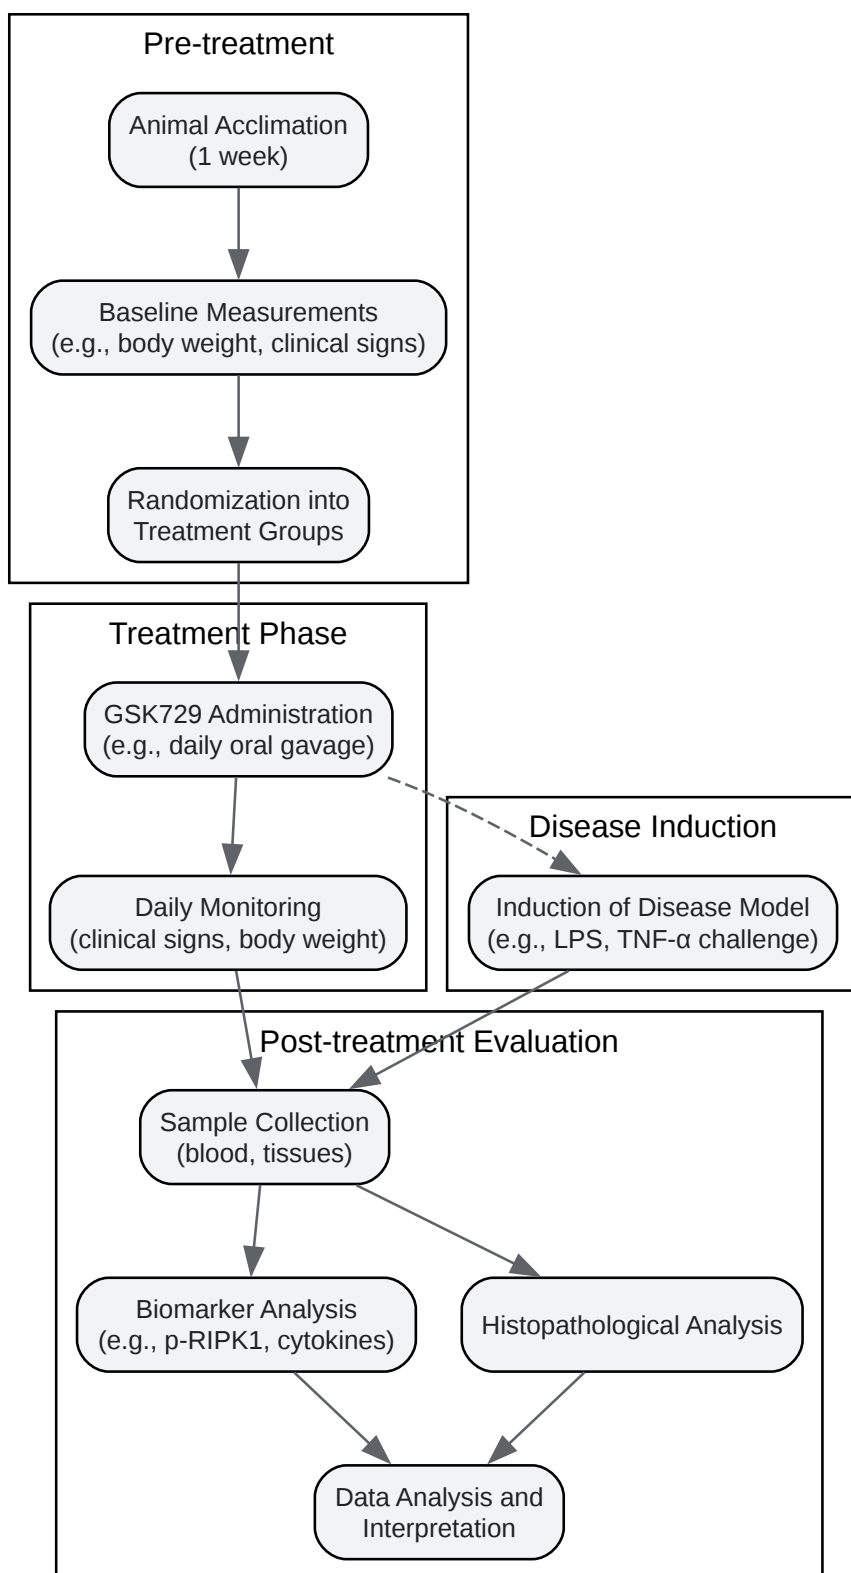 Pre-treatment
Animal Acclimation
(1 week)
Baseline Measurements
(e.g., body weight, clinical signs)
Randomization into
Treatment Groups
Treatment Phase
GSK729 Administration
(e.g., daily oral gavage)
Disease Induction
Daily Monitoring
(clinical signs, body weight)
Induction of Disease Model
(e.g., LPS, TNF-α challenge)
Post-treatment Evaluation
Sample Collection
(blood, tissues)
Biomarker Analysis
(e.g., p-RIPK1, cytokines)
Histopathological Analysis
Data Analysis and
Interpretation